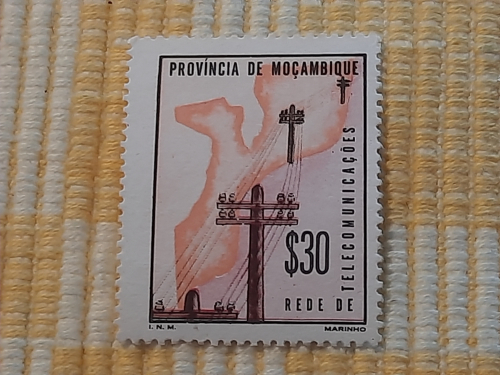 PROVÍNCIA DE MOÇAMBIQUE
$30
REDE DE
TELECOMUNICAÇÕES
I. N. M.
MARINHO